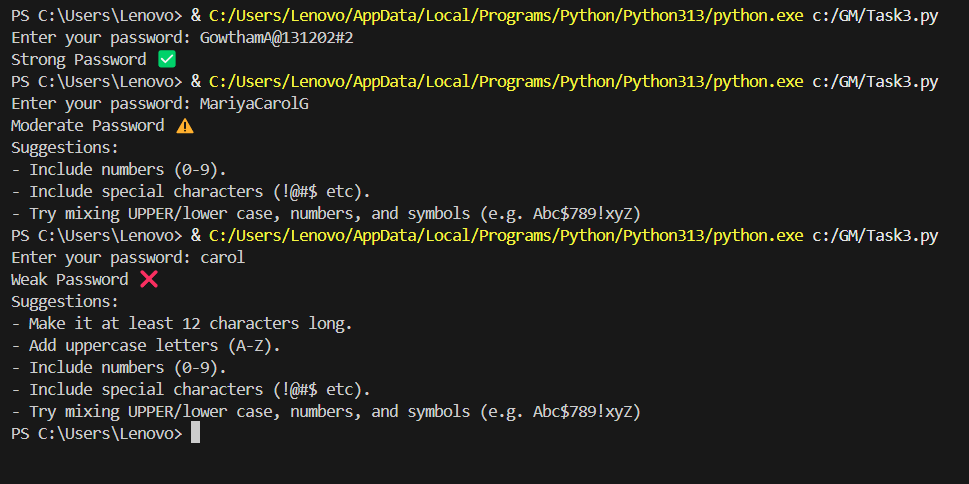 PS C:\Users\Lenovo> & C:/Users/Lenovo/AppData/Local/Programs/Python/Python313/python.exe c:/GM/Task3.py
Enter your password: GowthamA@131202#2
Strong Password ✅
PS C:\Users\Lenovo> & C:/Users/Lenovo/AppData/Local/Programs/Python/Python313/python.exe c:/GM/Task3.py
Enter your password: MariyaCarolG
Moderate Password ⚠️
Suggestions:
- Include numbers (0-9).
- Include special characters (!@#$ etc).
- Try mixing UPPER/lower case, numbers, and symbols (e.g. Abc$789!xyZ)
PS C:\Users\Lenovo> & C:/Users/Lenovo/AppData/Local/Programs/Python/Python313/python.exe c:/GM/Task3.py
Enter your password: carol
Weak Password ❌
Suggestions:
- Make it at least 12 characters long.
- Add uppercase letters (A-Z).
- Include numbers (0-9).
- Include special characters (!@#$ etc).
- Try mixing UPPER/lower case, numbers, and symbols (e.g. Abc$789!xyZ)
PS C:\Users\Lenovo>